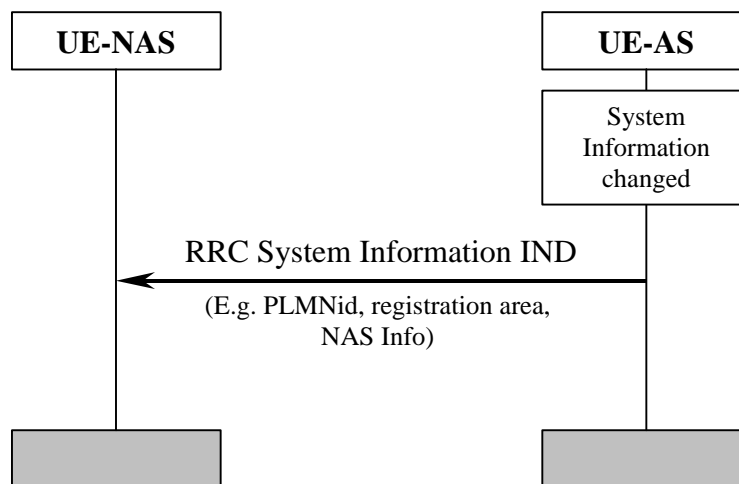 UE-NAS
UE-AS
System
Information
changed
RRC System Information IND
(E.g. PLMNid, registration area,
NAS Info)